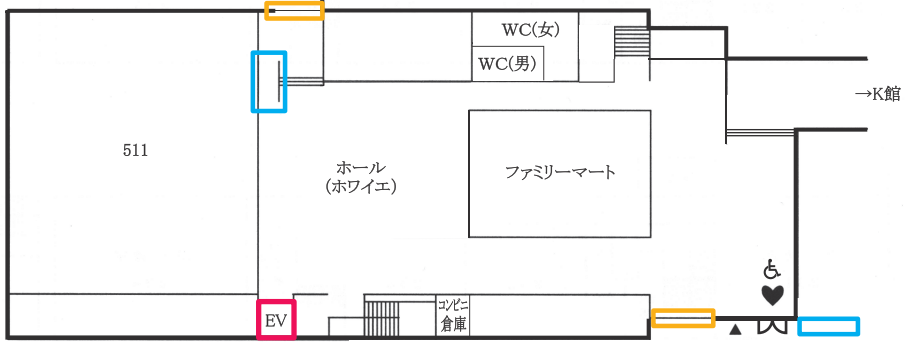 WC(女)
WC(男)
→K館
511
ホール
(ホワイエ)
ファミリーマート
EV
コンビニ
倉庫